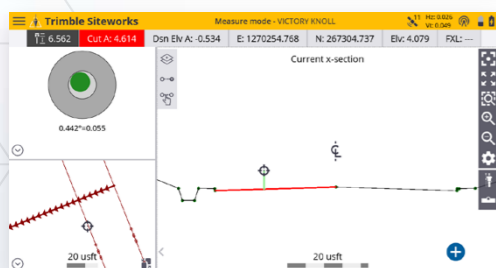 Trimble Siteworks
Measure mode - VICTORY KNOLL
11
Hz: 0.026
Vt: 0.049
6.562
Cut A: 4.614
Dsn Elv A: -0.534
E: 1270254.768
N: 267304.737
Elv: 4.079
FXL: ---
Current x-section
0.442°=0.055
20 usft
20 usft